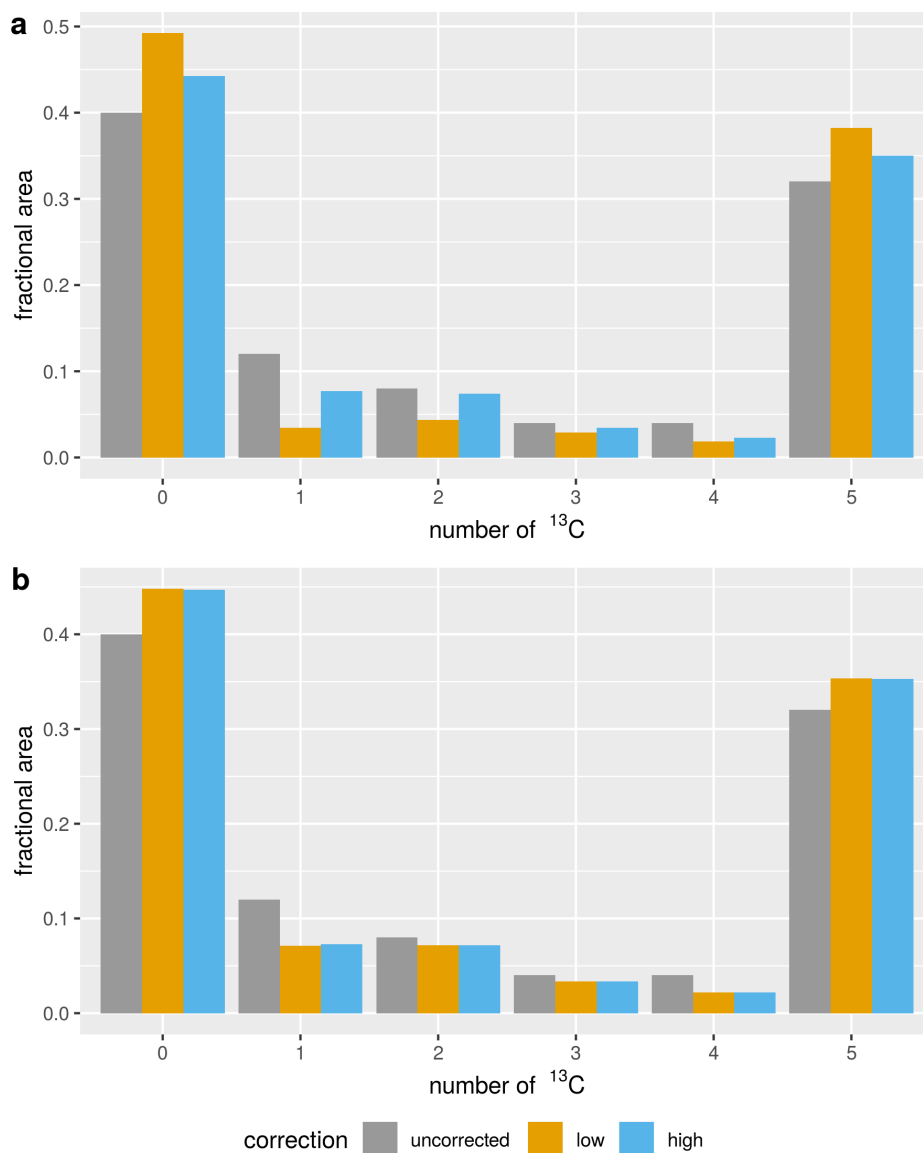 a
0.5
0.4
0.3
0.2
0.1
0.0
fractional area
0 1 2 3 4 5
number of ¹³C
b
0.4
0.3
0.2
0.1
0.0
fractional area
0 1 2 3 4 5
number of ¹³C
correction uncorrected low high